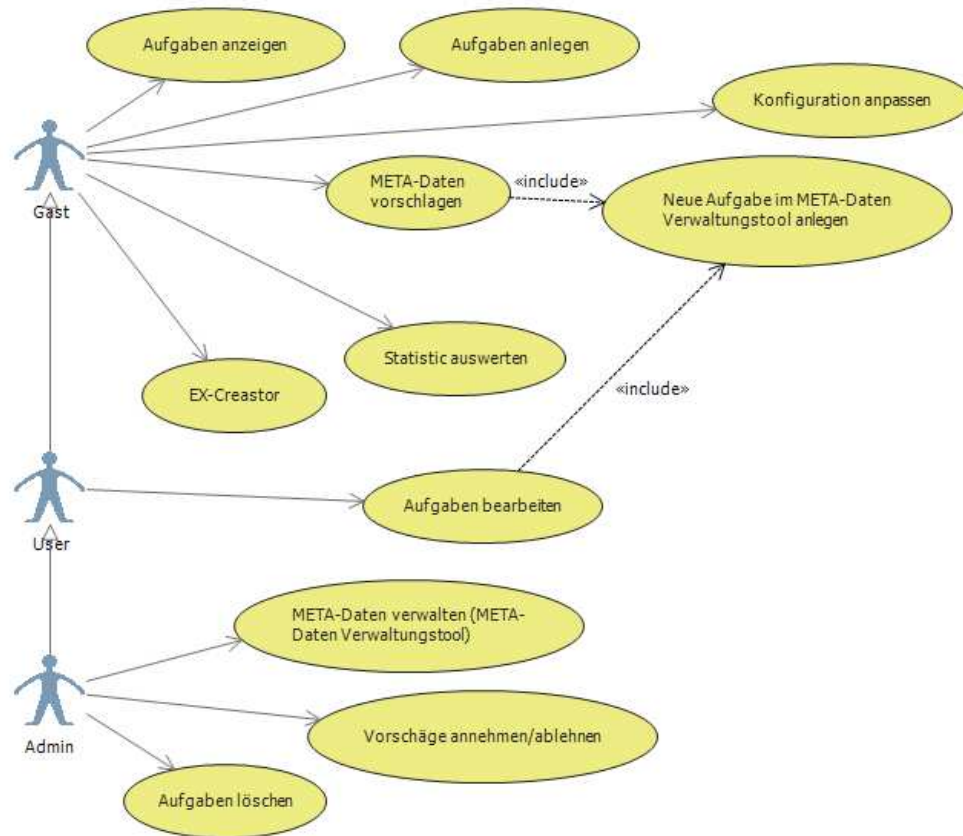 Aufgaben anzeigen
Aufgaben anlegen
Konfiguration anpassen
Gast
META-Daten
vorschlagen
«include»
Neue Aufgabe im META-Daten
Verwaltungstool anlegen
Statistic auswerten
EX-Creastor
«include»
User
Aufgaben bearbeiten
META-Daten verwalten (META-
Daten Verwaltungstool)
Admin
Vorschäge annehmen/ablehnen
Aufgaben löschen